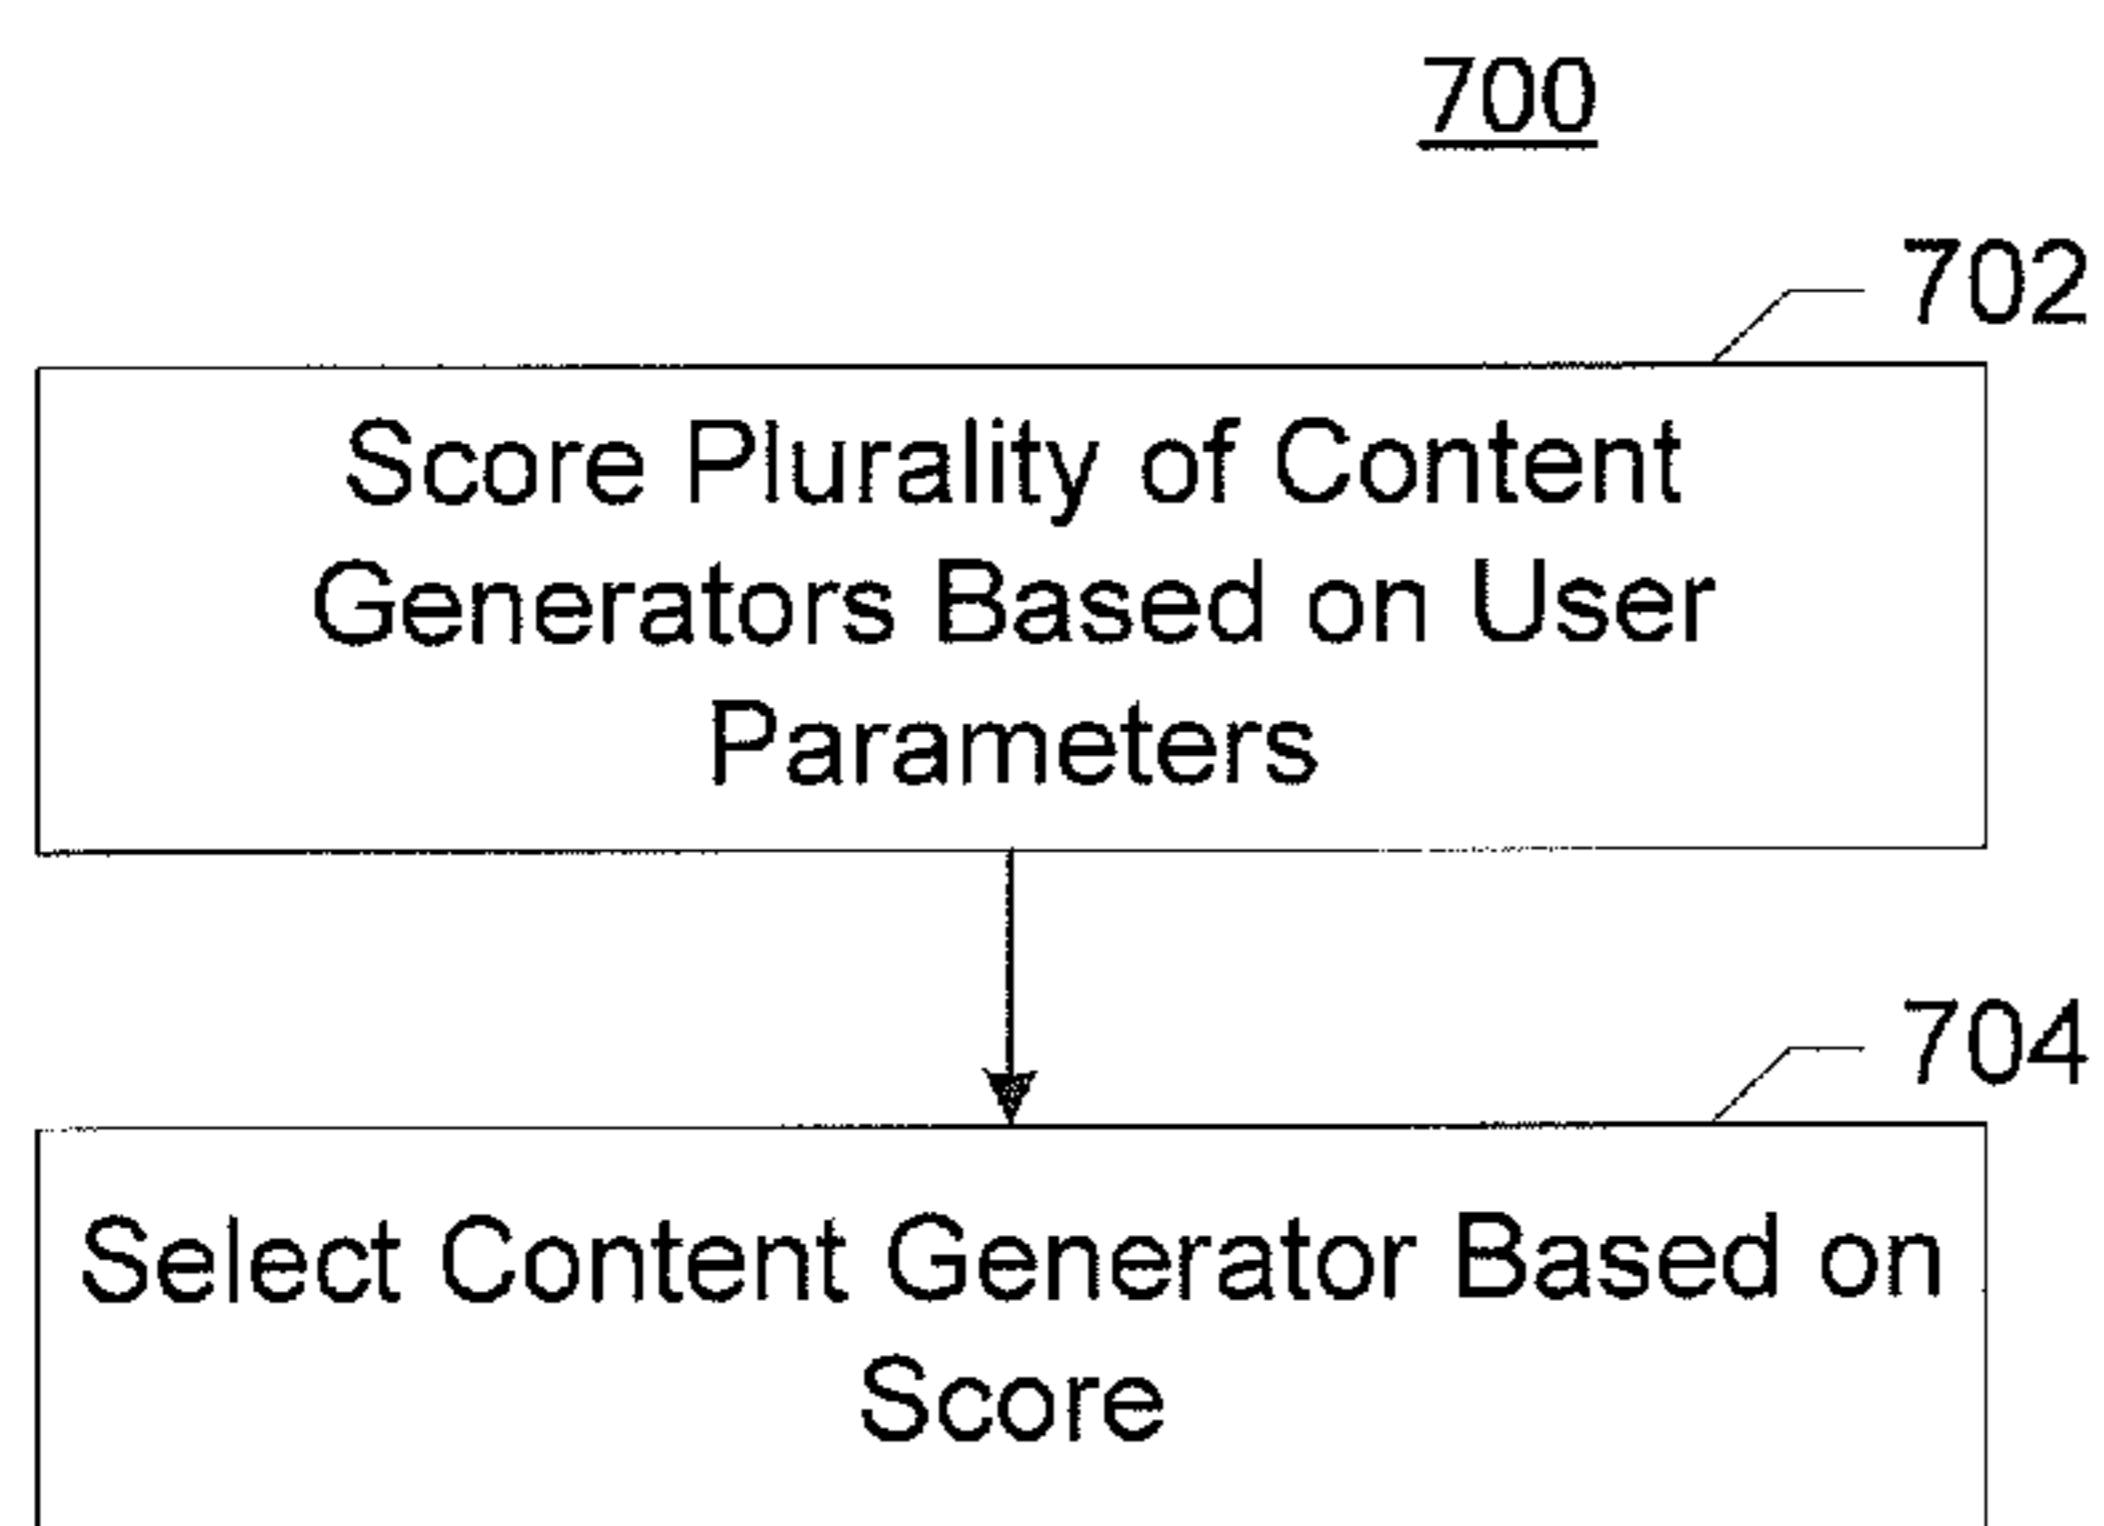 700
702
Score Plurality of Content
Generators Based on User
Parameters
704
Select Content Generator Based on
Score